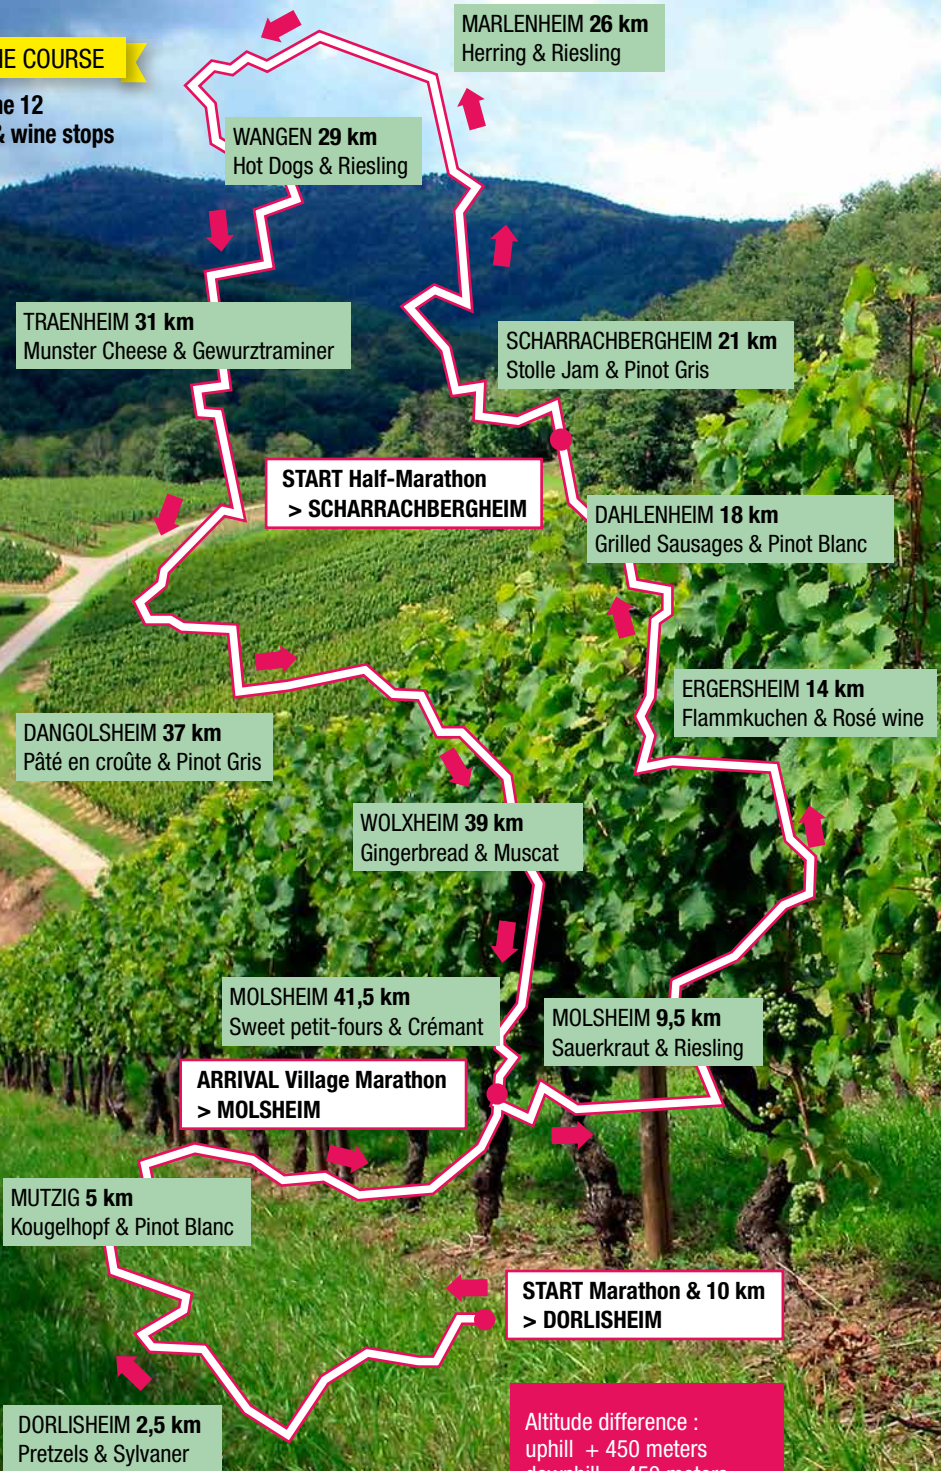 MARLENHEIM 26 km
Herring & Riesling
COURSE
12
& wine stops
WANGEN 29 km
Hot Dogs & Riesling
TRAENHEIM 31 km
Munster Cheese & Gewurztraminer
SCHARRACHBERGHEIM 21 km
Stolle Jam & Pinot Gris
START Half-Marathon
> SCHARRACHBERGHEIM
DAHLENHEIM 18 km
Grilled Sausages & Pinot Blanc
ERGERSHEIM 14 km
Flammkuchen & Rosé wine
DANGOLSHEIM 37 km
Pâté en croûte & Pinot Gris
WOLXHEIM 39 km
Gingerbread & Muscat
MOLSHEIM 41,5 km
Sweet petit-fours & Crémant
MOLSHEIM 9,5 km
Sauerkraut & Riesling
ARRIVAL Village Marathon
> MOLSHEIM
MUTZIG 5 km
Kougelhopf & Pinot Blanc
START Marathon & 10 km
> DORLISHEIM
DORLISHEIM 2,5 km
Pretzels & Sylvaner
Altitude difference :
uphill + 450 meters
downhill - 450 meters